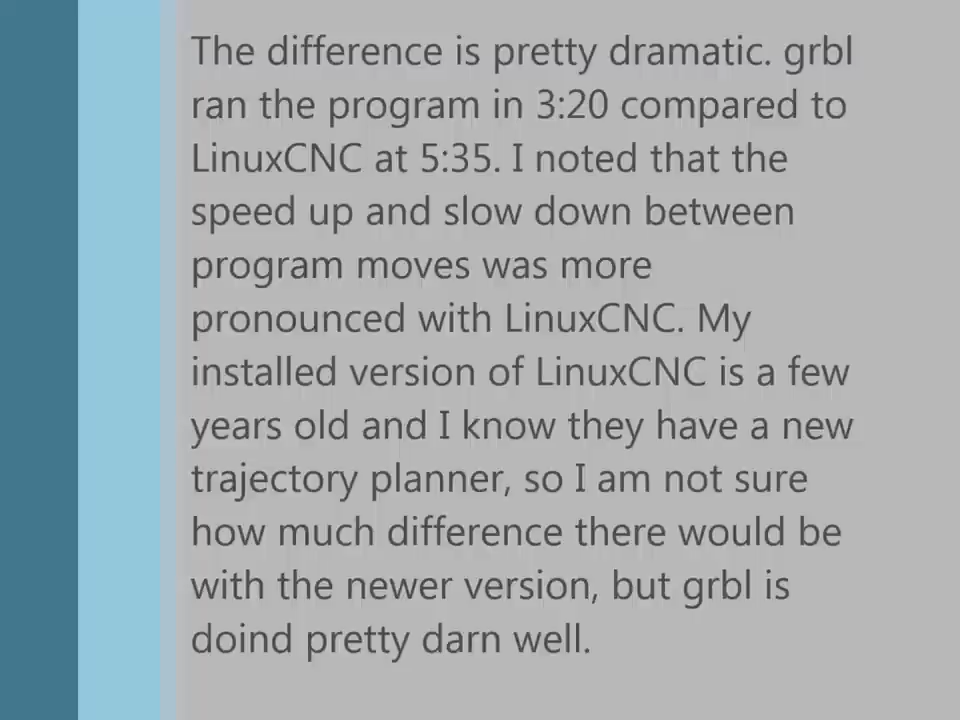 The difference is pretty dramatic. grbl
ran the program in 3:20 compared to
LinuxCNC at 5:35. I noted that the
speed up and slow down between
program moves was more
pronounced with LinuxCNC. My
installed version of LinuxCNC is a few
years old and I know they have a new
trajectory planner, so I am not sure
how much difference there would be
with the newer version, but grbl is
doind pretty darn well.